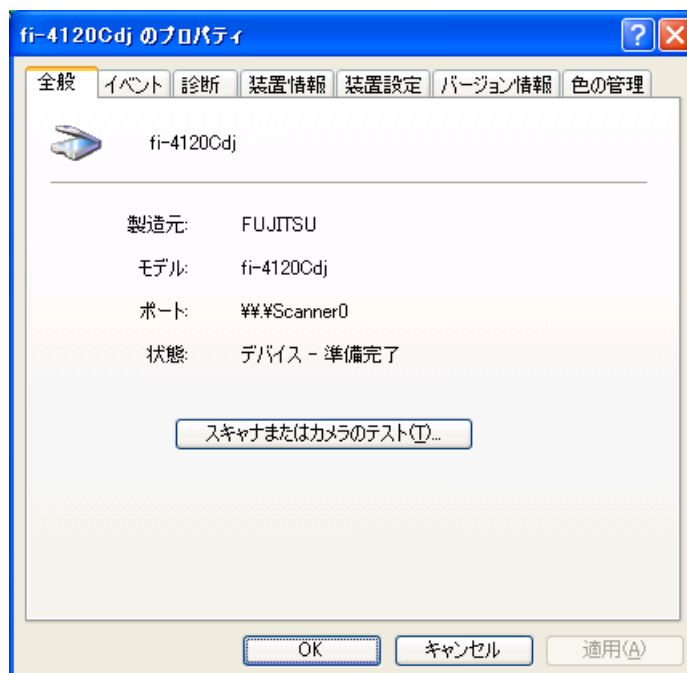 fi-4120Cdj のプロパティ
全般 イベント 診断 装置情報 装置設定 バージョン情報 色の管理
fi-4120Cdj
製造元: FUJITSU
モデル: fi-4120Cdj
ポート: ¥¥.¥Scanner0
状態: デバイス - 準備完了
スキャナまたはカメラのテスト(T)...
OK キャンセル 適用(A)